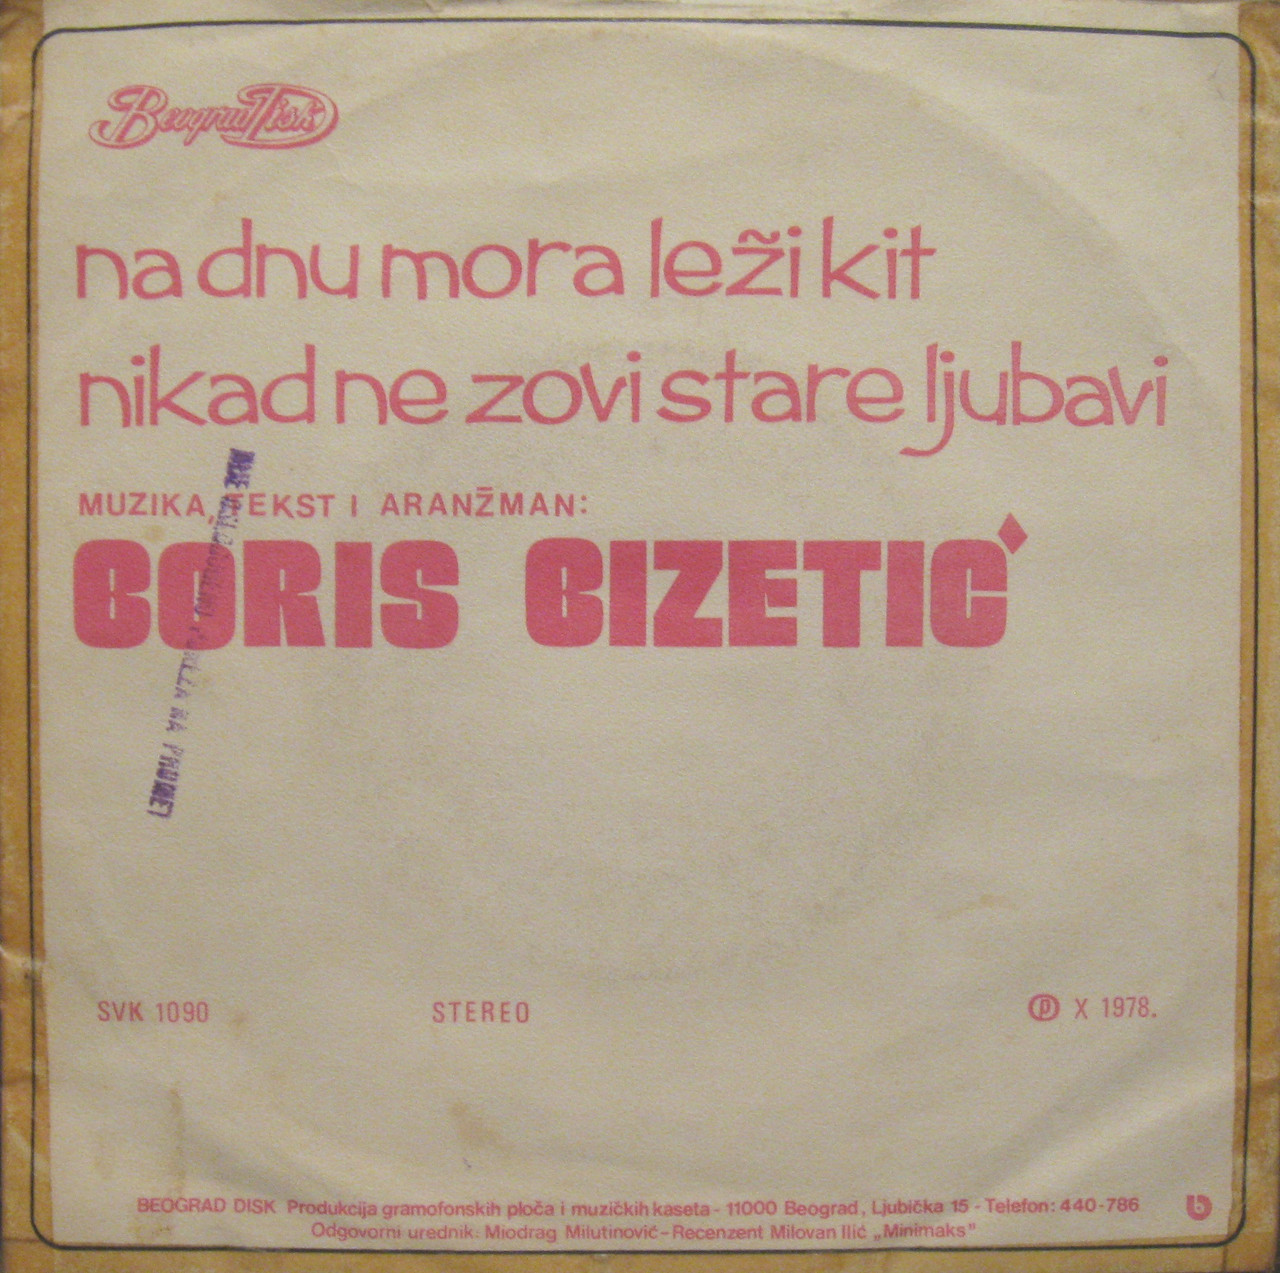 Beograd Disk
na dnu mora leži kit
nikad ne zovi stare ljubavi
MUZIKA, TEKST I ARANŽMAN:
BORIS BIZETIĆ
NA PROMET
SVK 1090 STEREO Ⓟ X 1978.
BEOGRAD DISK Produkcija gramofonskih ploča i muzičkih kaseta - 11000 Beograd, Ljubička 15 - Telefon: 440-786
Odgovorni urednik: Miodrag Milutinović - Recenzent Milovan Ilić „Minimaks"